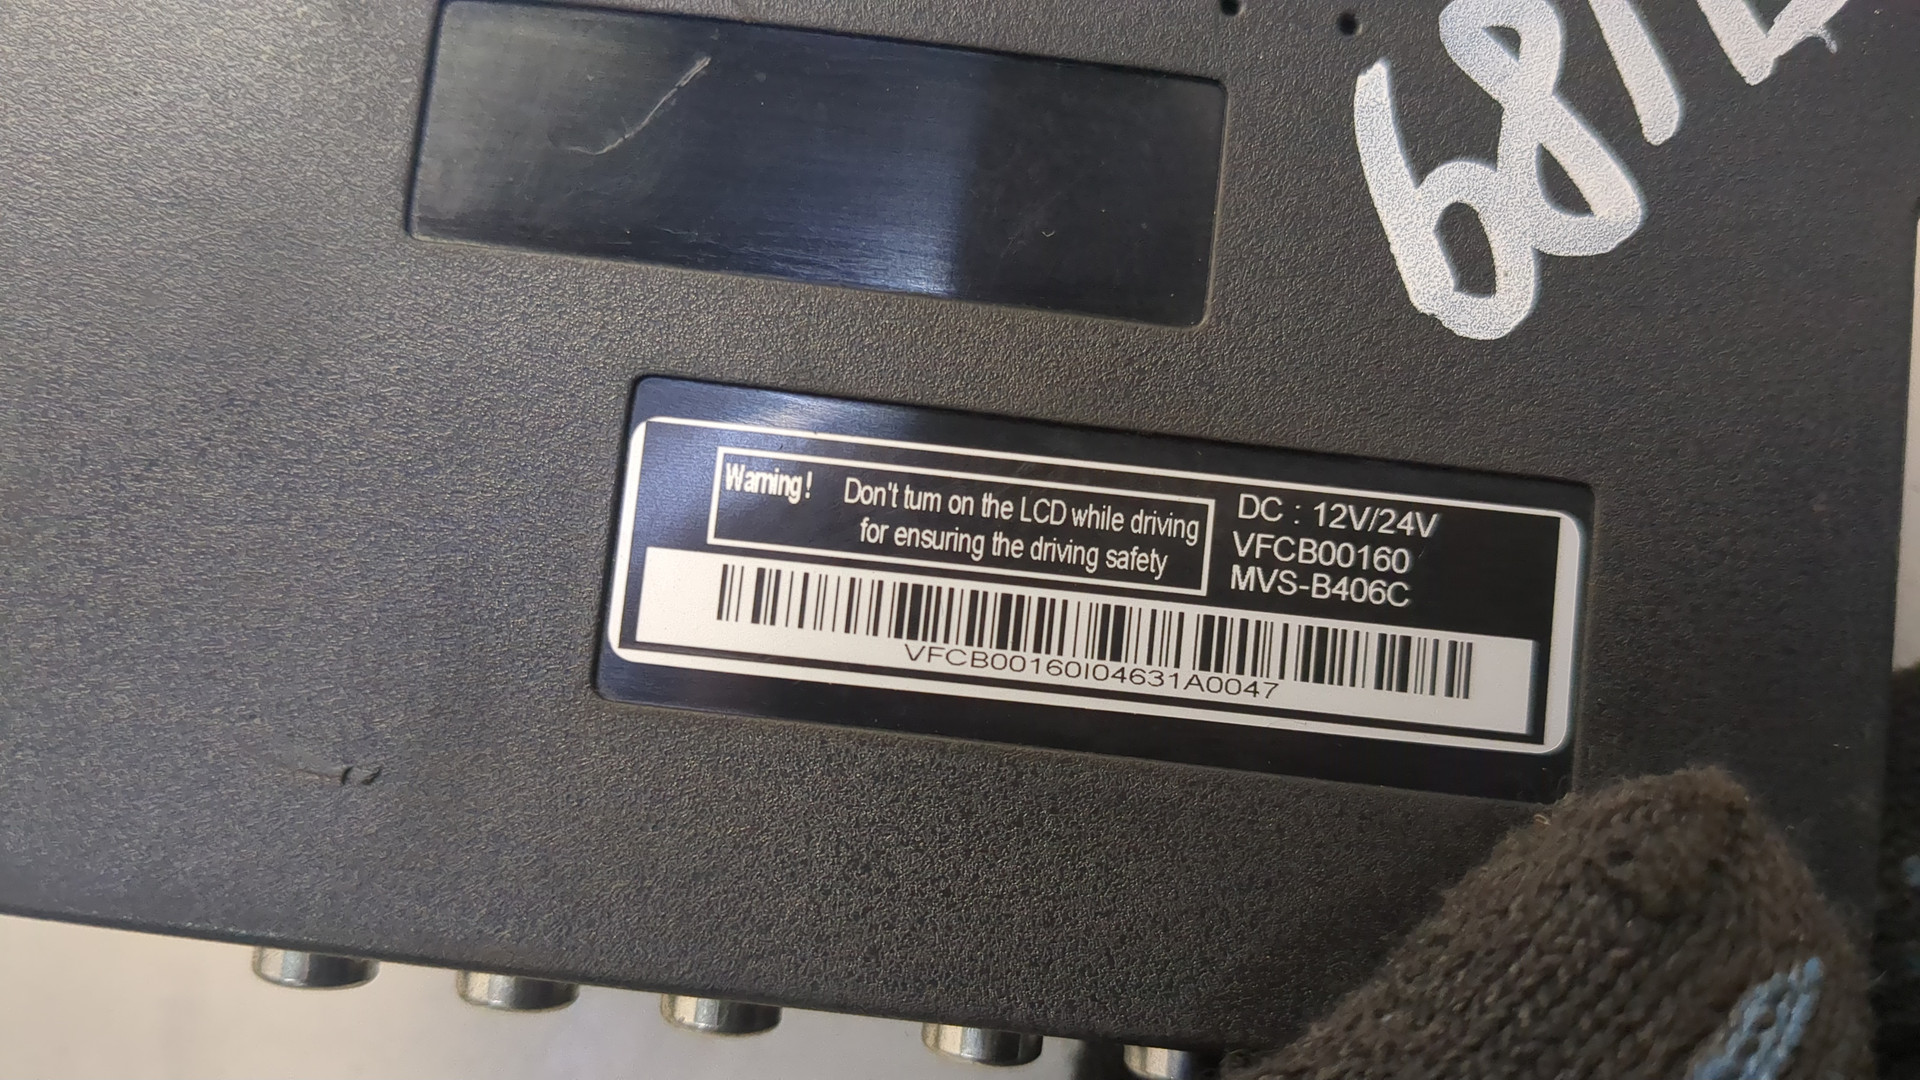 Warning! Don't turn on the LCD while driving
for ensuring the driving safety
DC : 12V/24V
VFCB00160
MVS-B406C
VFCB00160I04631A0047